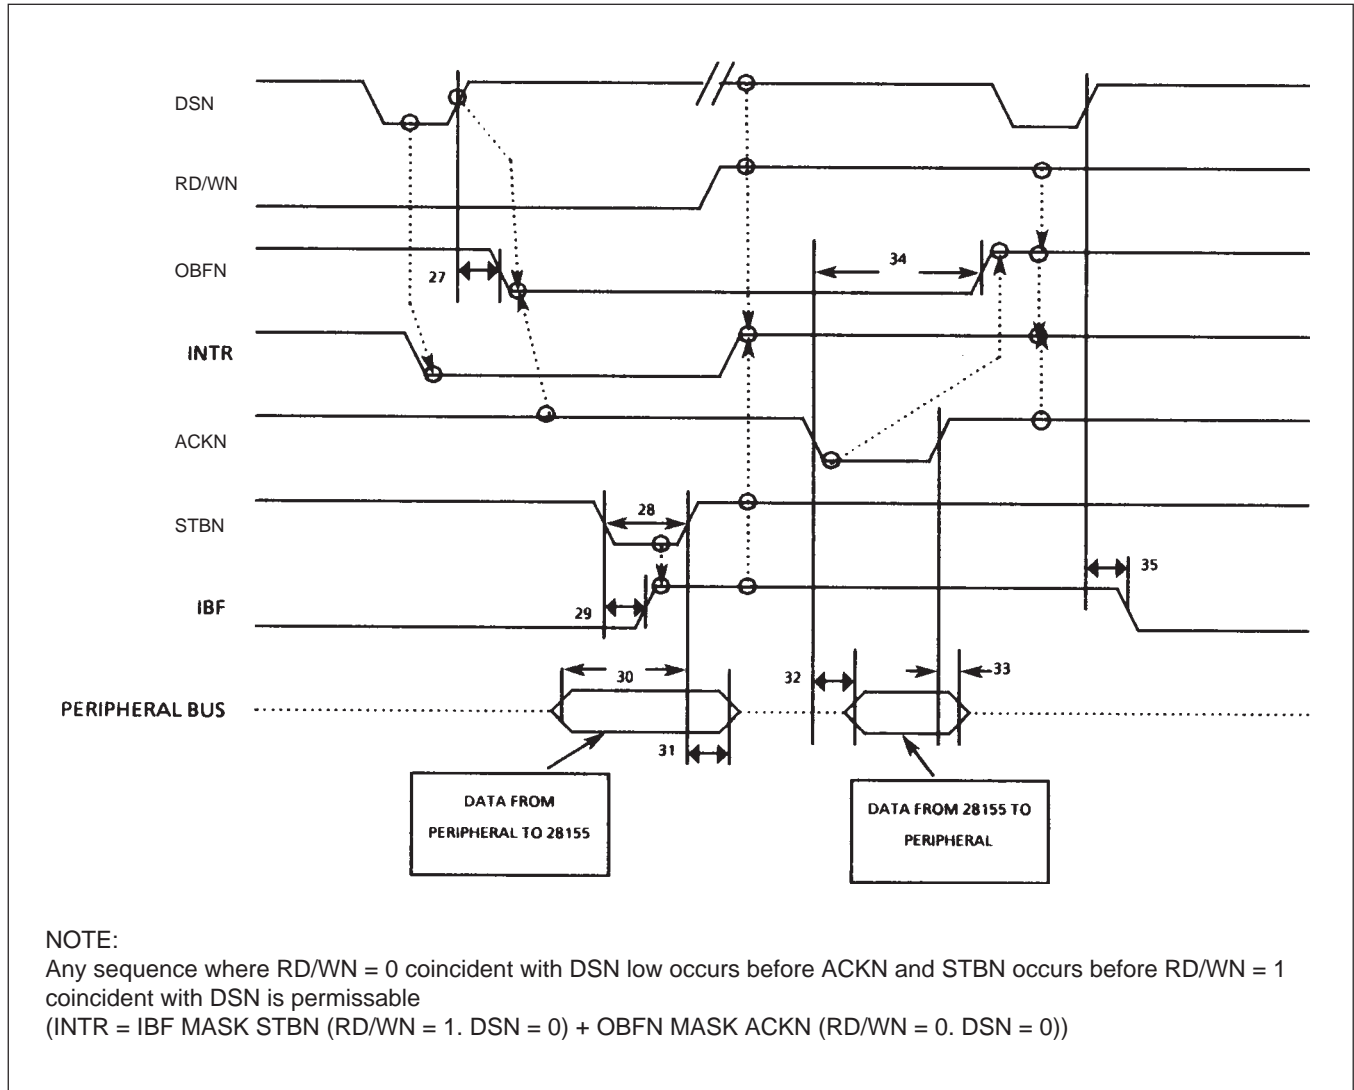 DSN
RD/WN
OBFN
27
34
INTR
ACKN
STBN
28
IBF
29
35
PERIPHERAL BUS
30
31
32
33
DATA FROM
PERIPHERAL TO 28155
DATA FROM 28155 TO
PERIPHERAL
NOTE:
Any sequence where RD/WN = 0 coincident with DSN low occurs before ACKN and STBN occurs before RD/WN = 1
coincident with DSN is permissable
(INTR = IBF MASK STBN (RD/WN = 1. DSN = 0) + OBFN MASK ACKN (RD/WN = 0. DSN = 0))